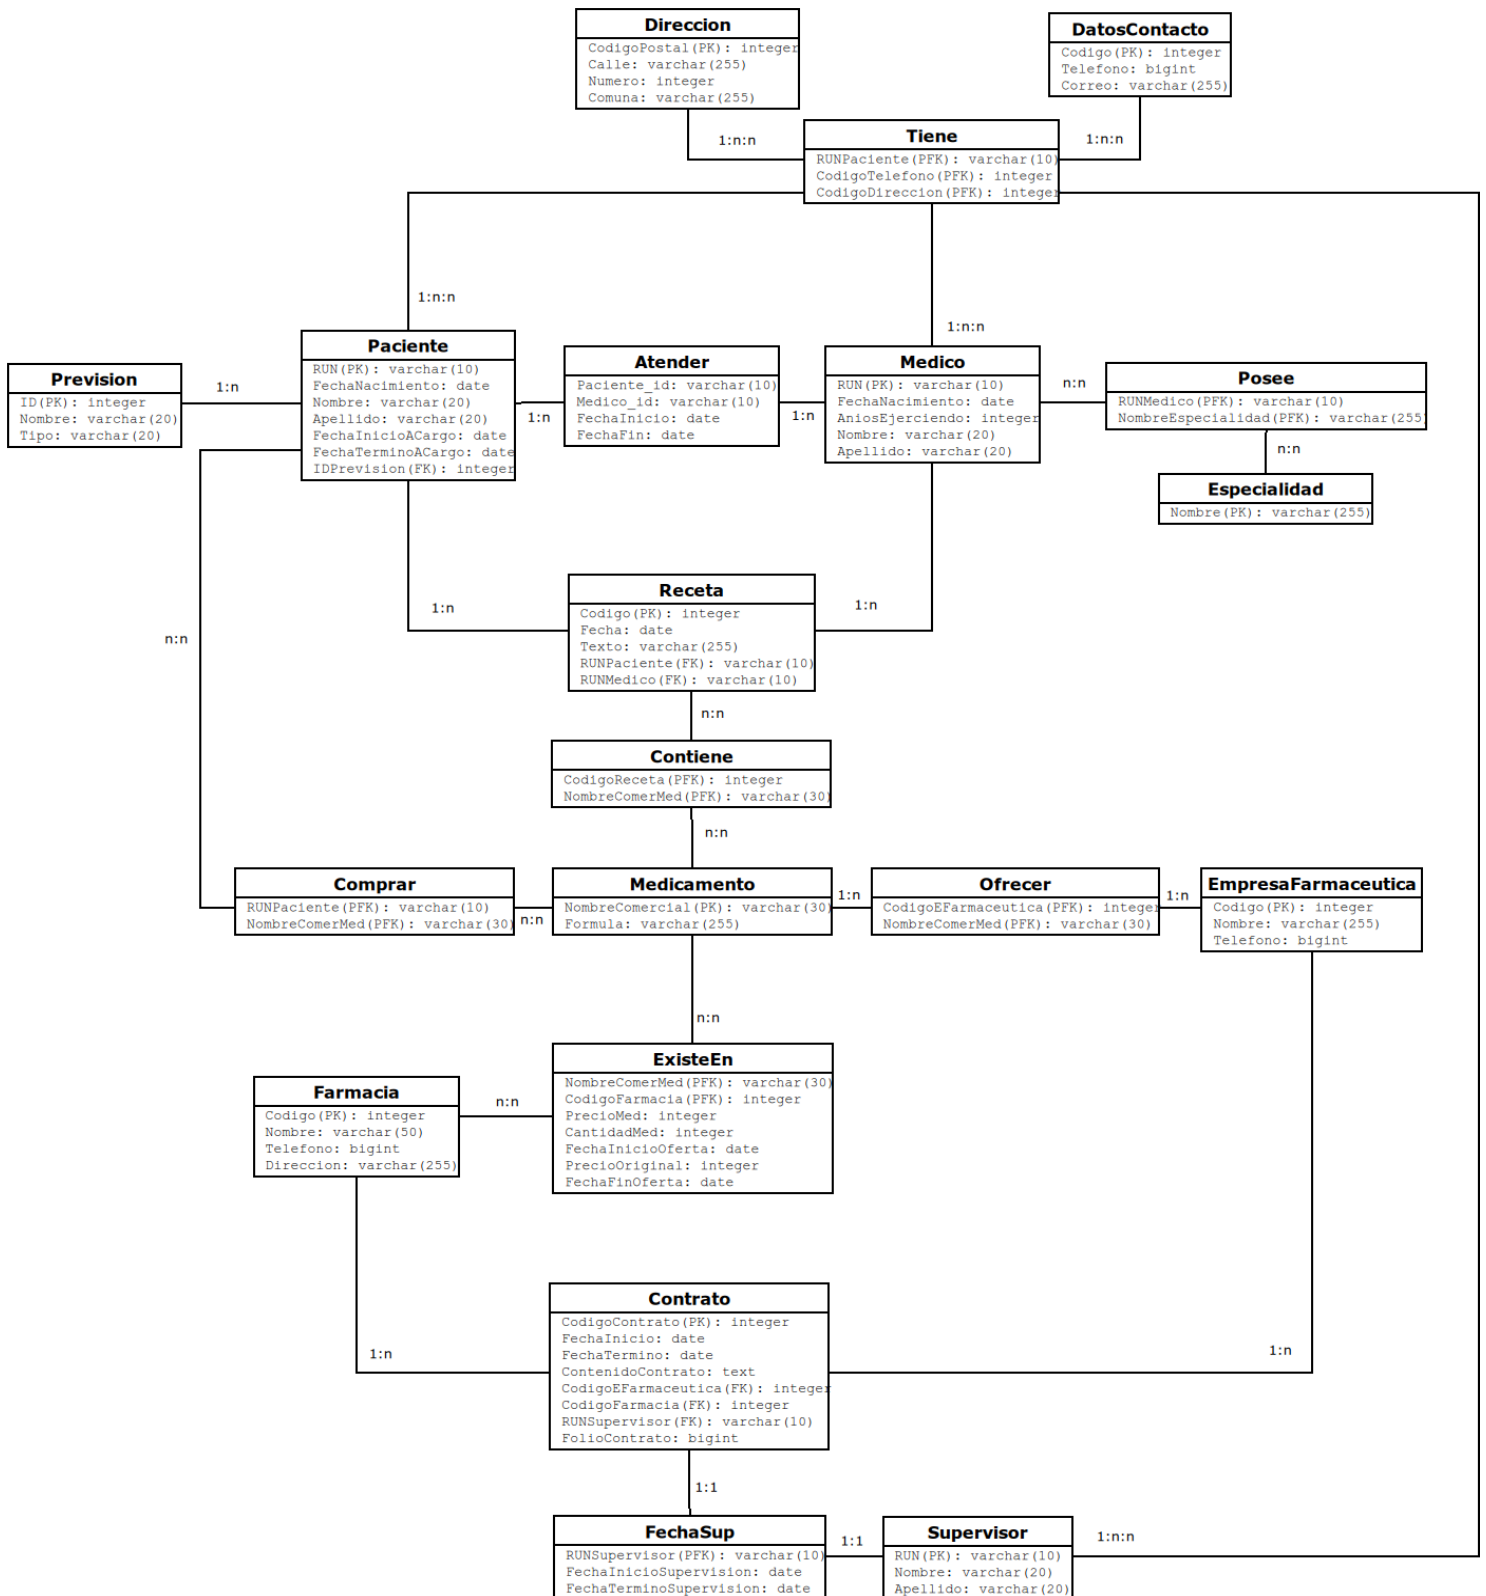 Direccion
CodigoPostal(PK): integer
Calle: varchar(255)
Numero: integer
Comuna: varchar(255)
DatosContacto
Codigo(PK): integer
Telefono: bigint
Correo: varchar(255)
1:n:n
1:n:n
Tiene
RUNPaciente(PFK): varchar(10)
CodigoTelefono(PFK): integer
CodigoDireccion(PFK): integer
1:n:n
1:n:n
Prevision
ID(PK): integer
Nombre: varchar(20)
Tipo: varchar(20)
1:n
Paciente
RUN(PK): varchar(10)
FechaNacimiento: date
Nombre: varchar(20)
Apellido: varchar(20)
FechaInicioACargo: date
FechaTerminoACargo: date
IDPrevision(FK): integer
1:n
Atender
Paciente_id: varchar(10)
Medico_id: varchar(10)
FechaInicio: date
FechaFin: date
1:n
Medico
RUN(PK): varchar(10)
FechaNacimiento: date
AniosEjerciendo: integer
Nombre: varchar(20)
Apellido: varchar(20)
n:n
Posee
RUNMedico(PFK): varchar(10)
NombreEspecialidad(PFK): varchar(255)
n:n
Especialidad
Nombre(PK): varchar(255)
1:n
Receta
Codigo(PK): integer
Fecha: date
Texto: varchar(255)
RUNPaciente(FK): varchar(10)
RUNMedico(FK): varchar(10)
1:n
n:n
n:n
Contiene
CodigoReceta(PFK): integer
NombreComerMed(PFK): varchar(30)
n:n
Comprar
RUNPaciente(PFK): varchar(10)
NombreComerMed(PFK): varchar(30)
n:n
Medicamento
NombreComercial(PK): varchar(30)
Formula: varchar(255)
1:n
Ofrecer
CodigoEFarmaceutica(PFK): integer
NombreComerMed(PFK): varchar(30)
1:n
EmpresaFarmaceutica
Codigo(PK): integer
Nombre: varchar(255)
Telefono: bigint
n:n
Farmacia
Codigo(PK): integer
Nombre: varchar(50)
Telefono: bigint
Direccion: varchar(255)
n:n
ExisteEn
NombreComerMed(PFK): varchar(30)
CodigoFarmacia(PFK): integer
PrecioMed: integer
CantidadMed: integer
FechaInicioOferta: date
PrecioOriginal: integer
FechaFinOferta: date
1:n
Contrato
CodigoContrato(PK): integer
FechaInicio: date
FechaTermino: date
ContenidoContrato: text
CodigoEFarmaceutica(FK): integer
CodigoFarmacia(FK): integer
RUNSupervisor(FK): varchar(10)
FolioContrato: bigint
1:n
1:1
FechaSup
RUNSupervisor(PFK): varchar(10)
FechaInicioSupervision: date
FechaTerminoSupervision: date
1:1
Supervisor
RUN(PK): varchar(10)
Nombre: varchar(20)
Apellido: varchar(20)
1:n:n